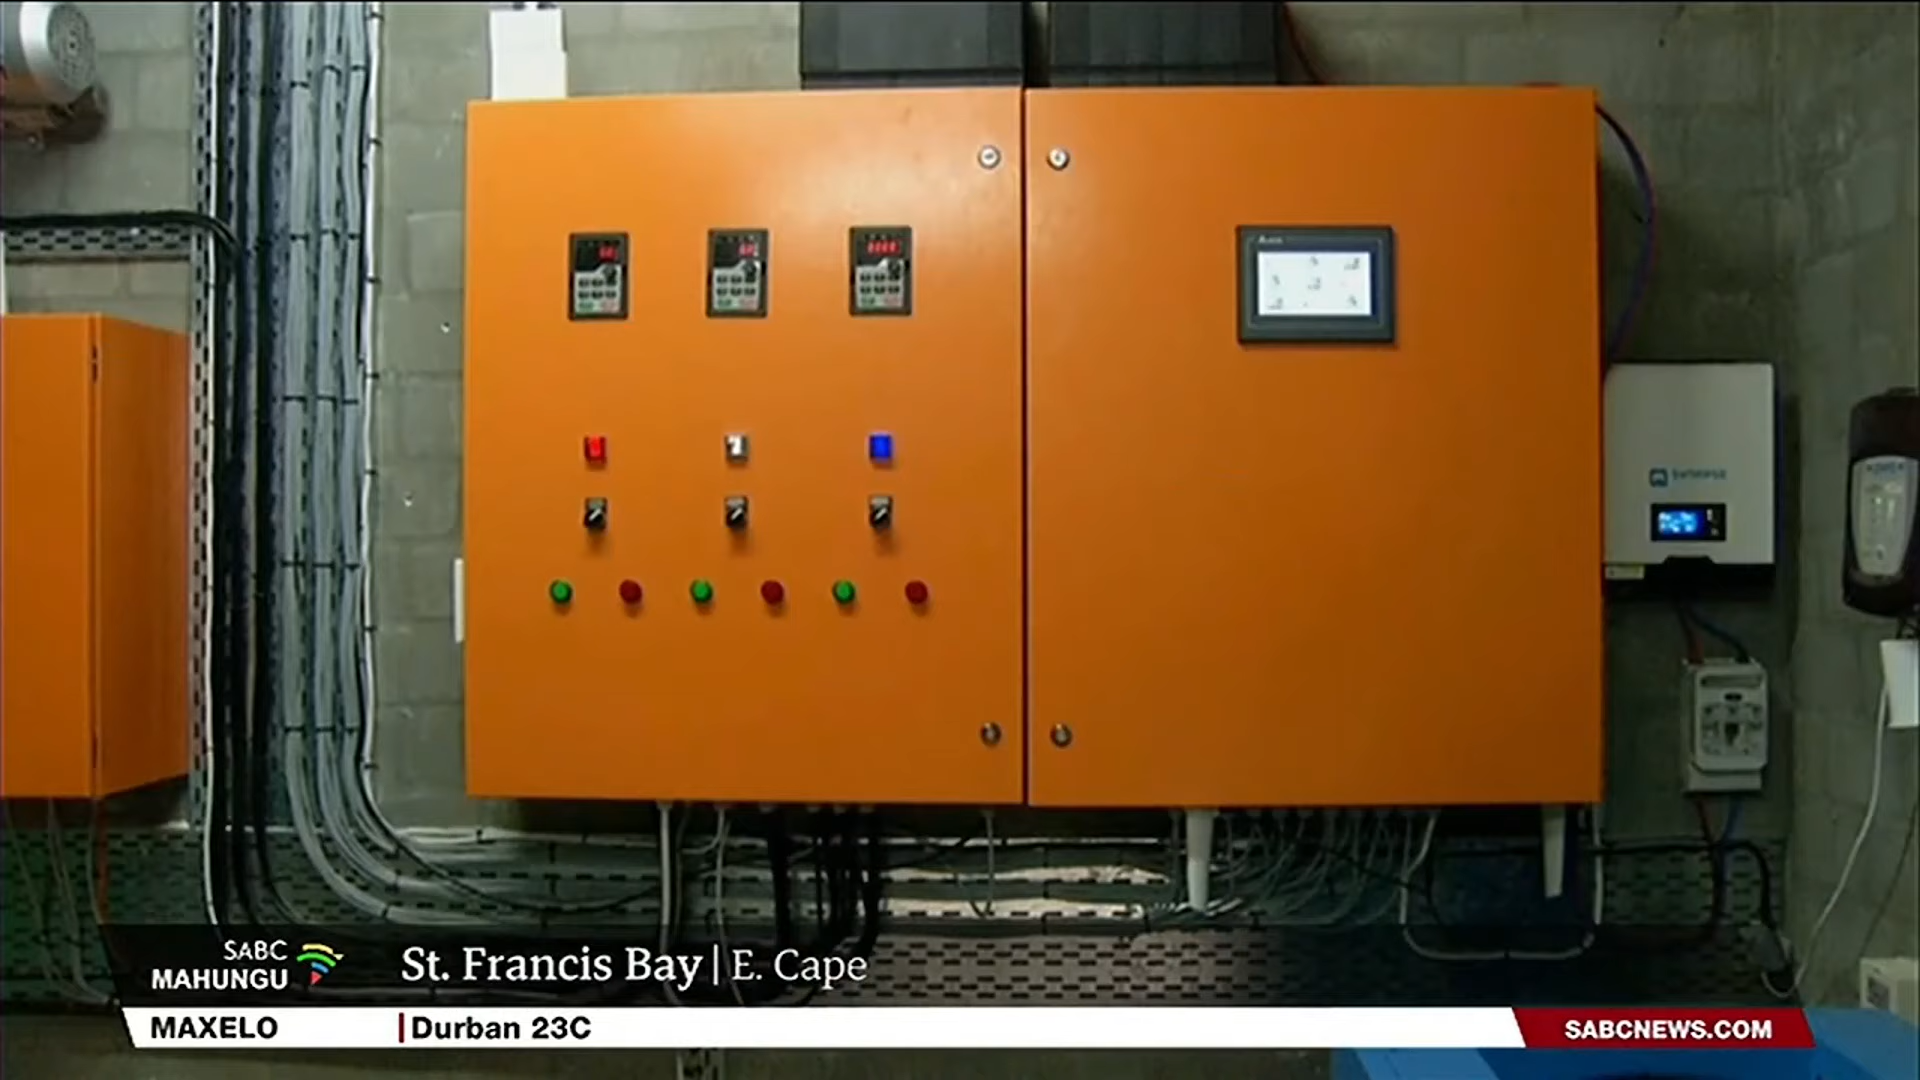 SABC
MAHUNGU
St. Francis Bay | E. Cape
MAXELO
Durban 23C
SABCNEWS.COM